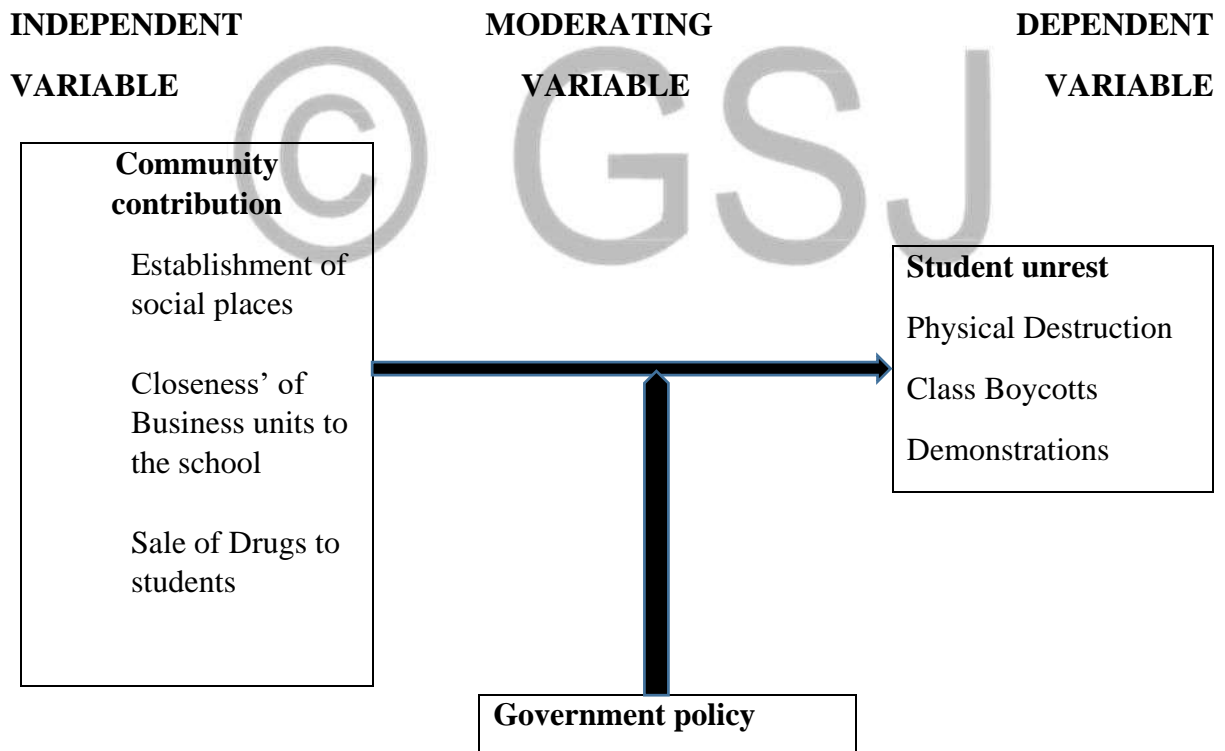 INDEPENDENT MODERATING DEPENDENT
VARIABLE VARIABLE VARIABLE
© GSJ
Community
contribution
Establishment of
social places
Closeness’ of
Business units to
the school
Sale of Drugs to
students
Student unrest
Physical Destruction
Class Boycotts
Demonstrations
Government policy